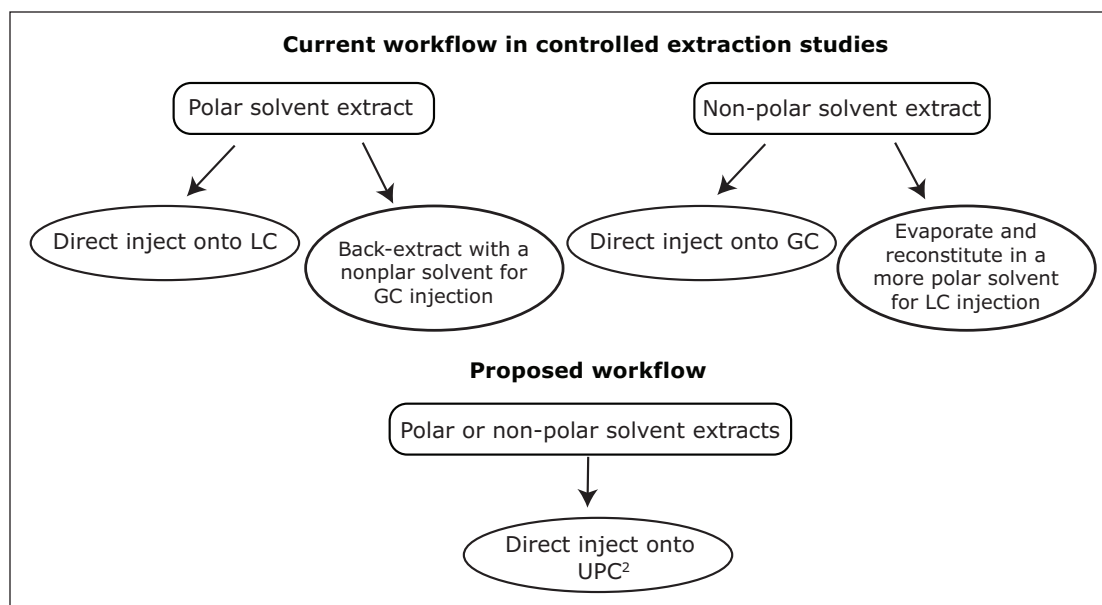 Current workflow in controlled extraction studies
Polar solvent extract
Non-polar solvent extract
Direct inject onto LC
Back-extract with a
nonplar solvent for
GC injection
Direct inject onto GC
Evaporate and
reconstitute in a
more polar solvent
for LC injection
Proposed workflow
Polar or non-polar solvent extracts
Direct inject onto
UPC²